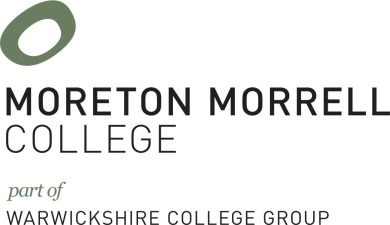 MORETON MORRELL
COLLEGE
part of
WARWICKSHIRE COLLEGE GROUP